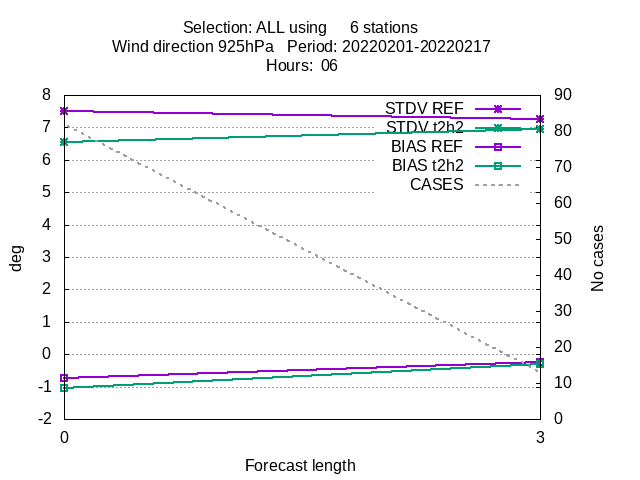 Selection: ALL using     6 stations
Wind direction 925hPa   Period: 20220201-20220217
Hours:  06
8
7
6
5
4
3
2
1
0
-1
-2
deg
90
80
70
60
50
40
30
20
10
0
No cases
STDV REF
STDV t2h2
BIAS REF
BIAS t2h2
CASES
0
3
Forecast length